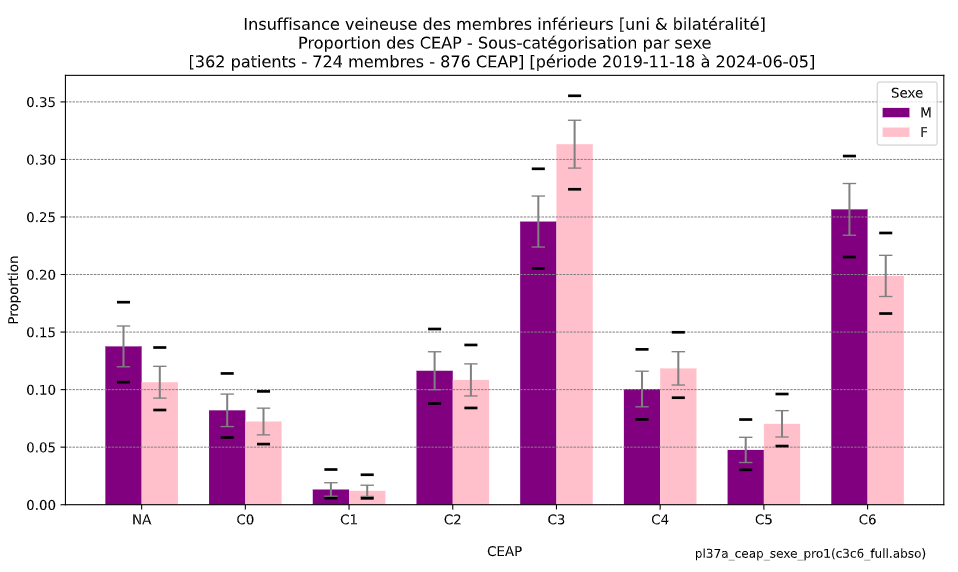 Insuffisance veineuse des membres inférieurs [uni & bilatéralité]
Proportion des CEAP - Sous-catégorisation par sexe
[362 patients - 724 membres - 876 CEAP] [période 2019-11-18 à 2024-06-05]
Sexe
M
F
0.35
0.30
0.25
0.20
0.15
0.10
0.05
0.00
Proportion
NA C0 C1 C2 C3 C4 C5 C6
CEAP
pl37a_ceap_sexe_pro1(c3c6_full.abso)